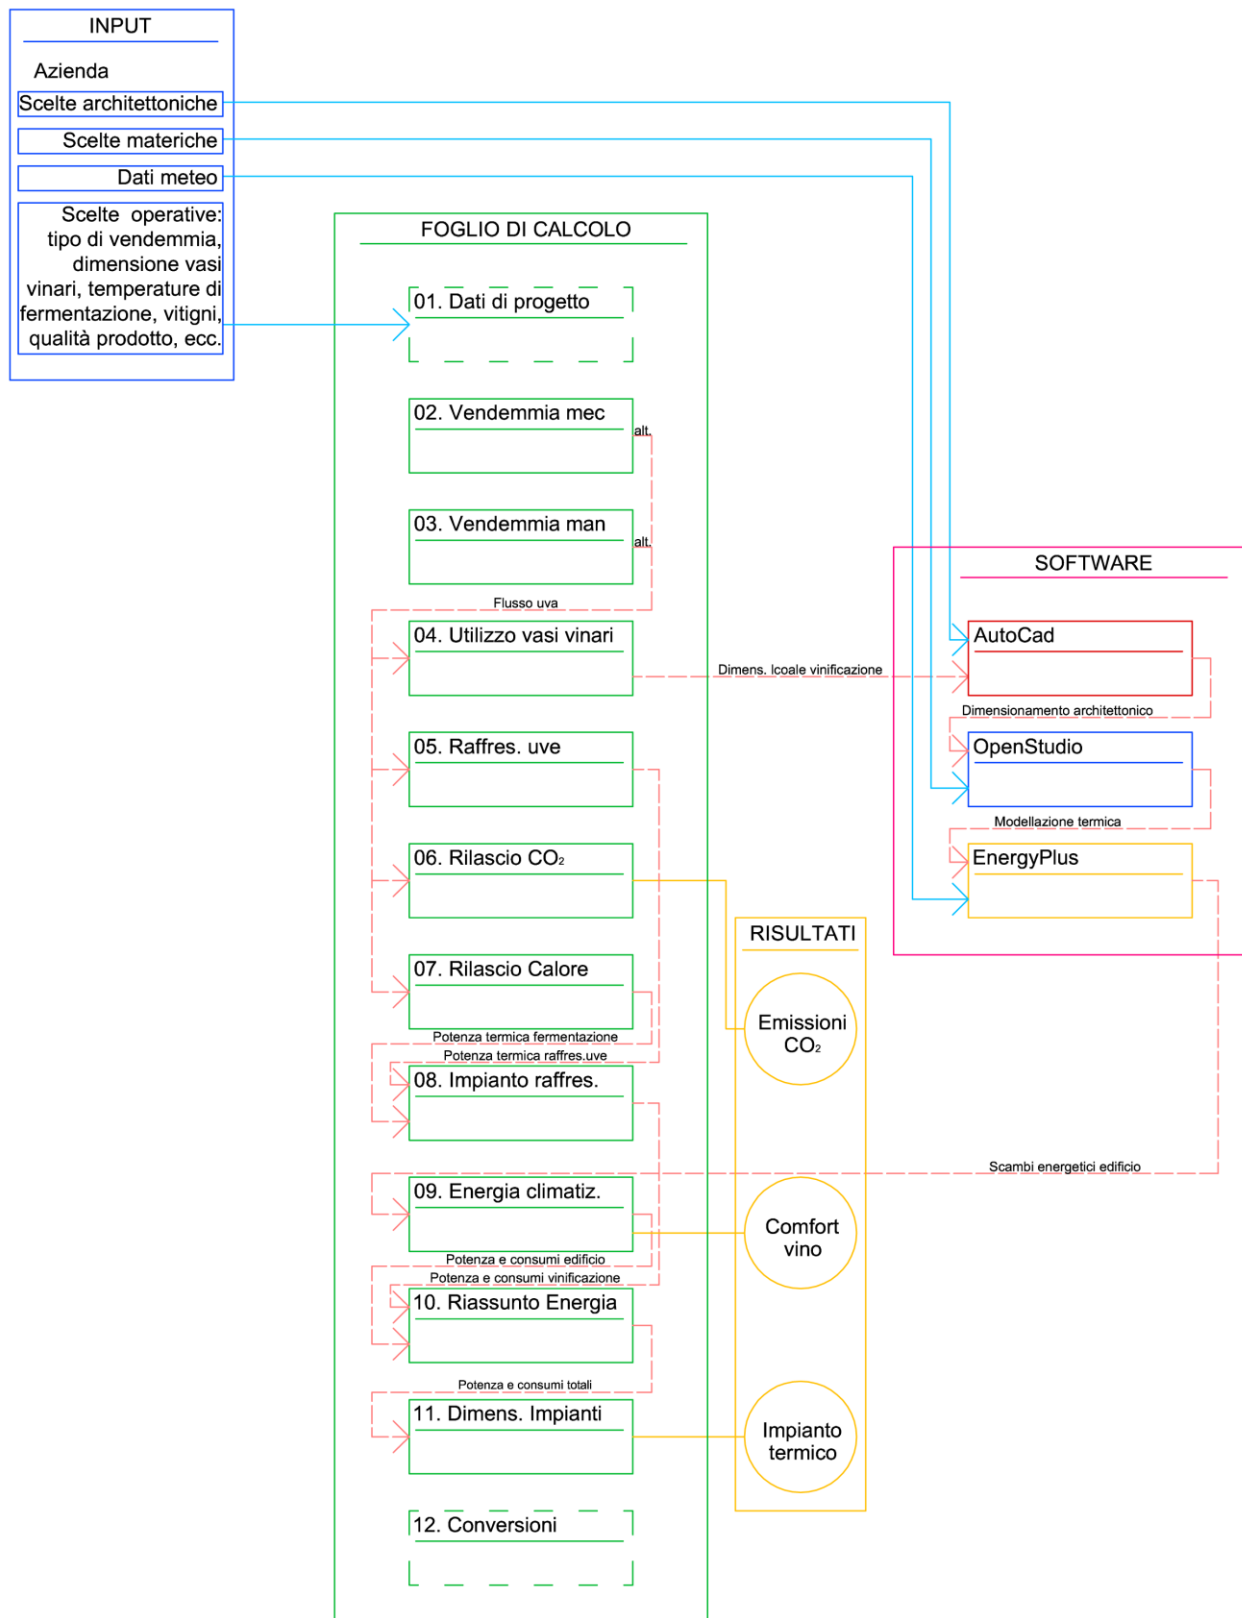 INPUT
Azienda
Scelte architettoniche
Scelte materiche
Dati meteo
Scelte operative:
tipo di vendemmia,
dimensione vasi
vinari, temperature di
fermentazione, vitigni,
qualità prodotto, ecc.
FOGLIO DI CALCOLO
01. Dati di progetto
02. Vendemmia mec
alt.
03. Vendemmia man
alt.
Flusso uva
04. Utilizzo vasi vinari
Dimens. lcoale vinificazione
05. Raffres. uve
06. Rilascio CO₂
07. Rilascio Calore
Potenza termica fermentazione
Potenza termica raffres.uve
08. Impianto raffres.
09. Energia climatiz.
Potenza e consumi edificio
Potenza e consumi vinificazione
10. Riassunto Energia
Potenza e consumi totali
11. Dimens. Impianti
12. Conversioni
SOFTWARE
AutoCad
Dimensionamento architettonico
OpenStudio
Modellazione termica
EnergyPlus
Scambi energetici edificio
RISULTATI
Emissioni
CO₂
Comfort
vino
Impianto
termico